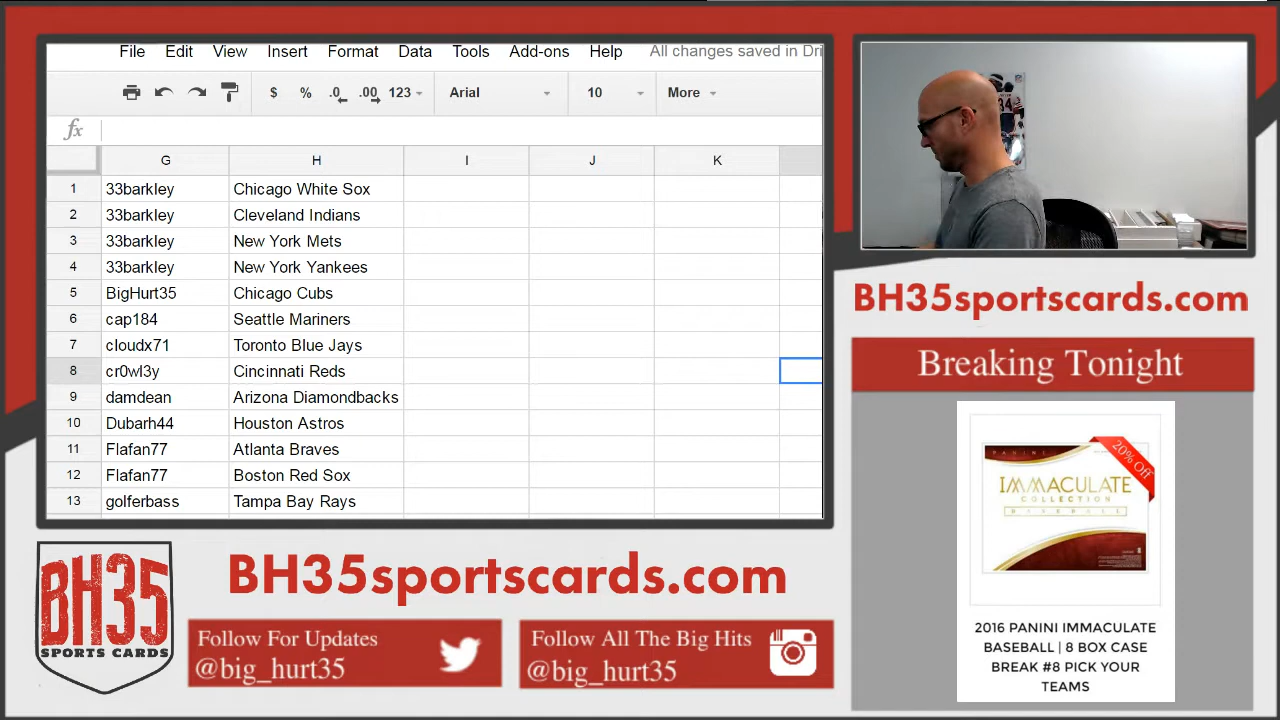 File Edit View Insert Format Data Tools Add-ons Help All changes saved in Dri
$ % .0 .00 123 Arial 10 More
fx
G H I J K
1 33barkley Chicago White Sox
2 33barkley Cleveland Indians
3 33barkley New York Mets
4 33barkley New York Yankees
5 BigHurt35 Chicago Cubs
6 cap184 Seattle Mariners
7 cloudx71 Toronto Blue Jays
8 cr0wl3y Cincinnati Reds
9 damdean Arizona Diamondbacks
10 Dubarh44 Houston Astros
11 Flafan77 Atlanta Braves
12 Flafan77 Boston Red Sox
13 golferbass Tampa Bay Rays
34
BH35sportscards.com
Breaking Tonight
20% Off
PANINI
IMMACULATE
COLLECTION
BASEBALL
2016 PANINI IMMACULATE
BASEBALL | 8 BOX CASE
BREAK #8 PICK YOUR
TEAMS
BH35
SPORTS CARDS
BH35sportscards.com
Follow For Updates
@big_hurt35
Follow All The Big Hits
@big_hurt35